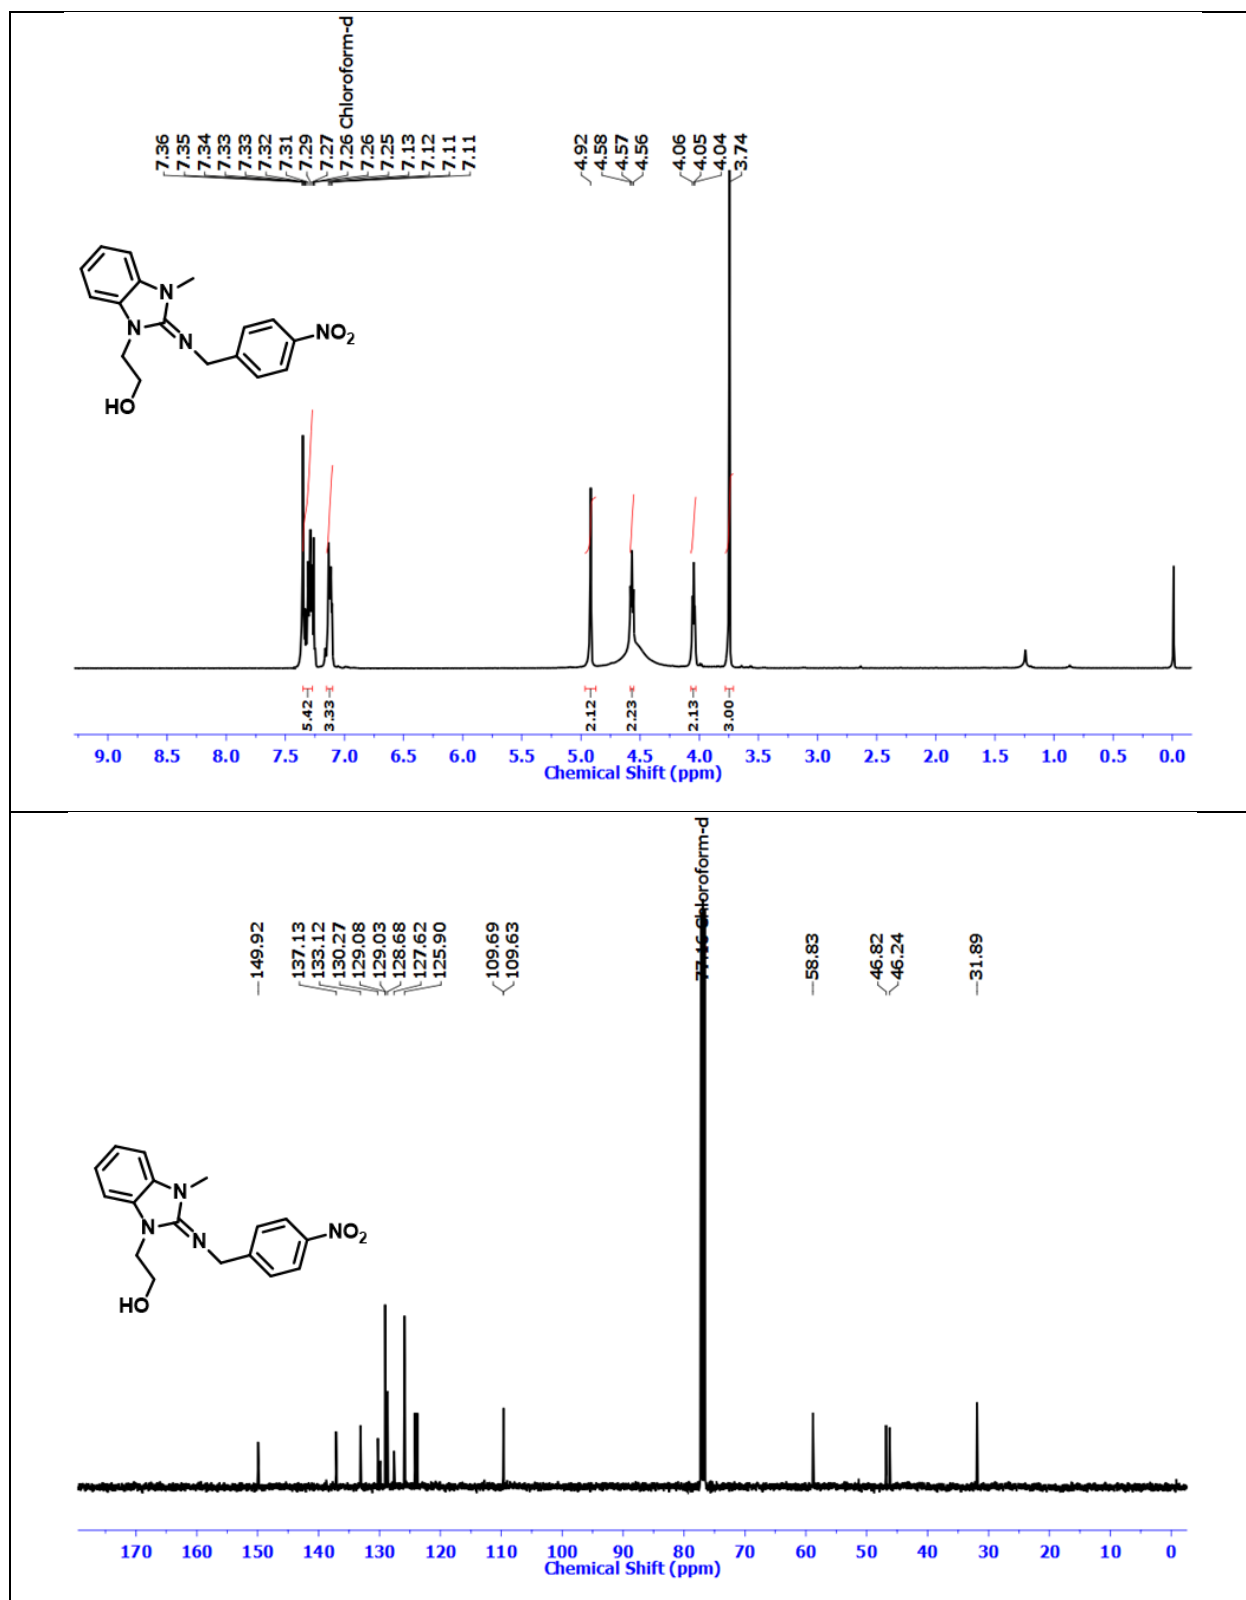 7.36
7.35
7.34
7.33
7.33
7.32
7.31
7.29
7.27
7.26 Chloroform-d
7.26
7.25
7.13
7.12
7.11
7.11
4.92
4.58
4.57
4.56
4.06
4.05
4.04
3.74
N
N
N
NO2
HO
5.42
3.33
2.12
2.23
2.13
3.00
9.0 8.5 8.0 7.5 7.0 6.5 6.0 5.5 5.0 4.5 4.0 3.5 3.0 2.5 2.0 1.5 1.0 0.5 0.0
Chemical Shift (ppm)
149.92
137.13
133.12
130.27
129.08
129.03
128.68
127.62
125.90
109.69
109.63
77.16 Chloroform-d
58.83
46.82
46.24
31.89
N
N
N
NO2
HO
170 160 150 140 130 120 110 100 90 80 70 60 50 40 30 20 10 0
Chemical Shift (ppm)